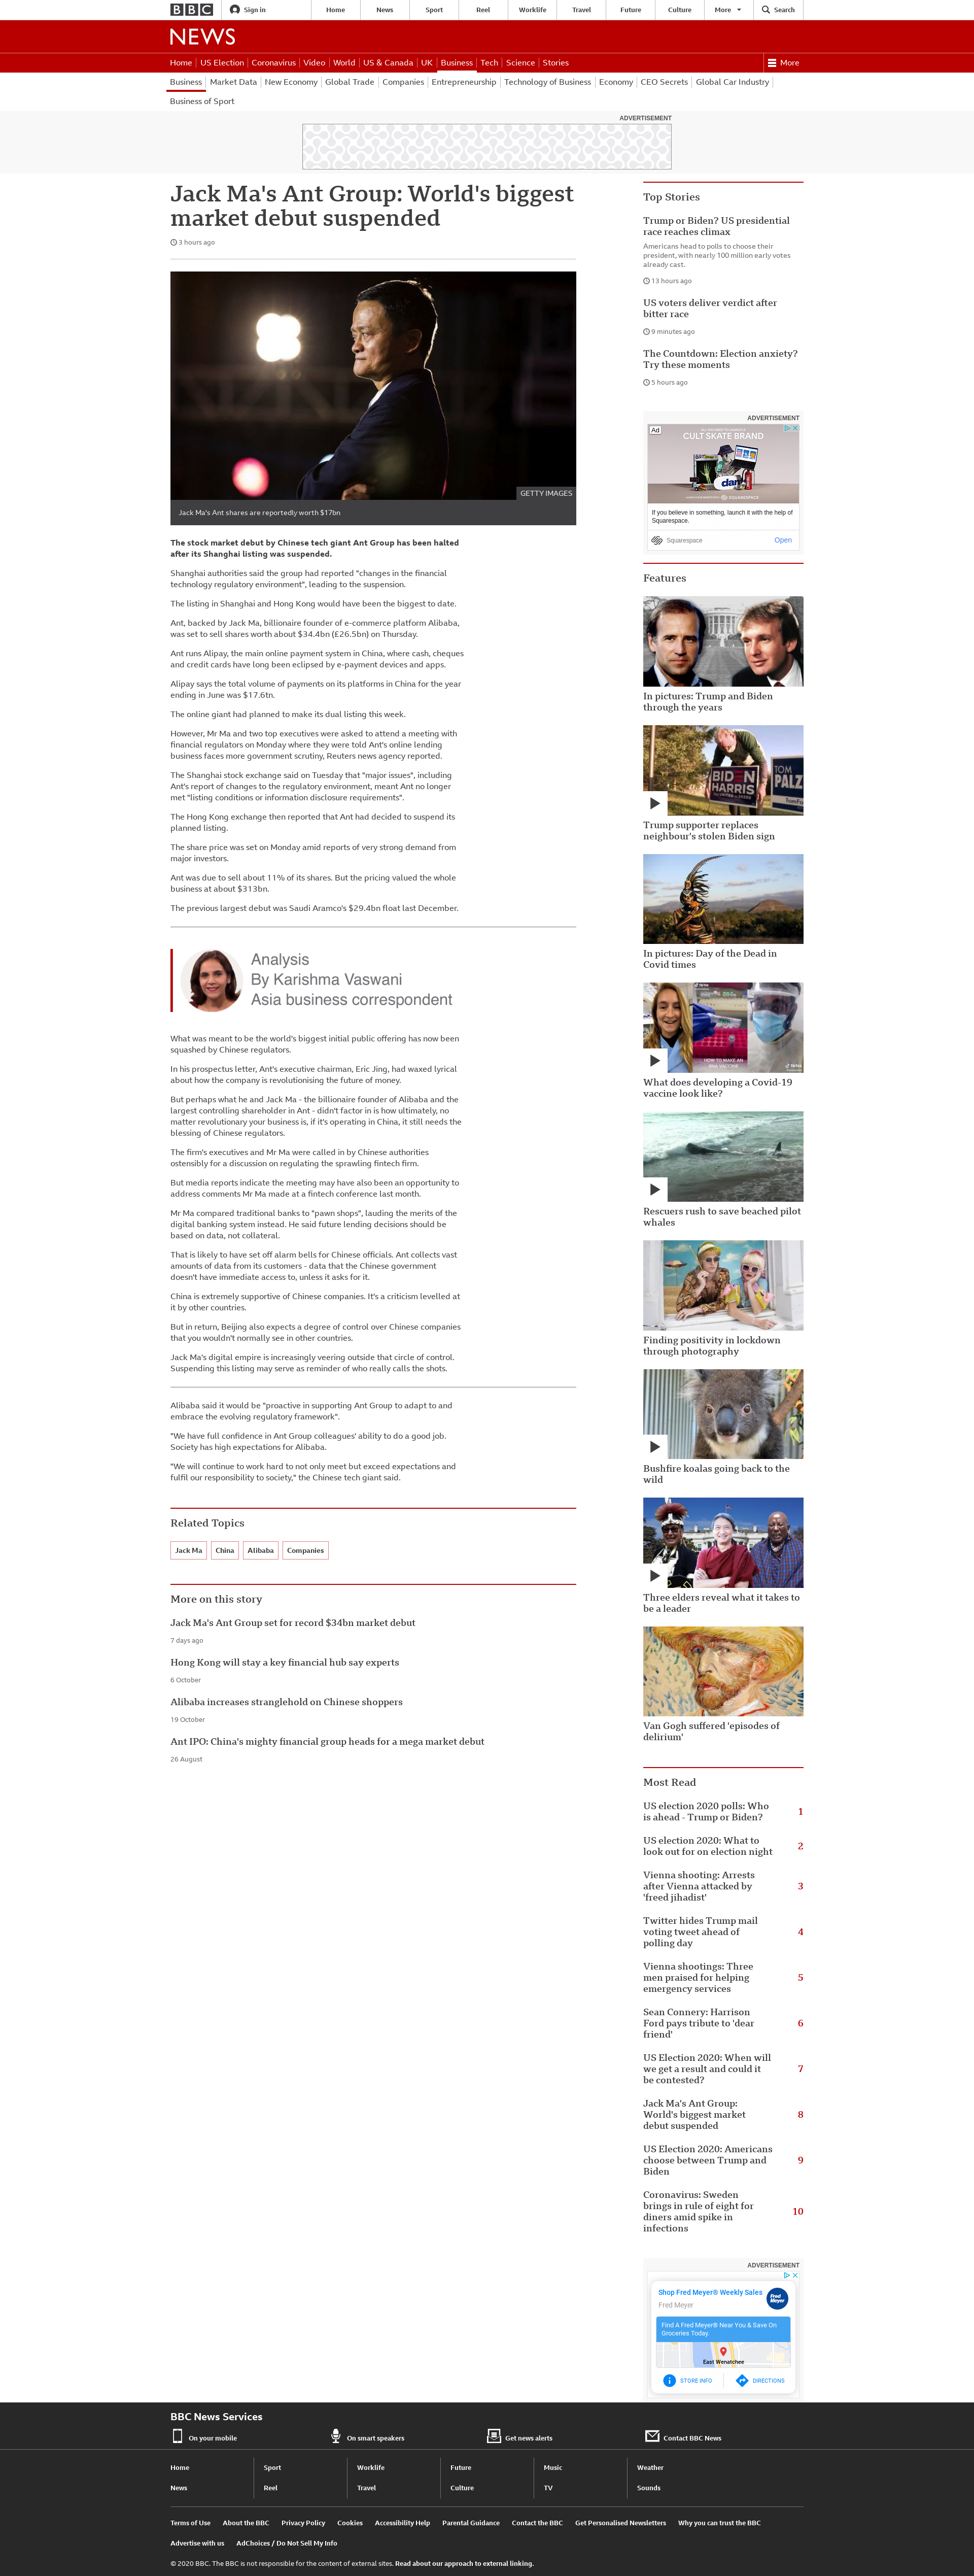 BBC
Sign in
Home
News
Sport
Reel
Worklife
Travel
Future
Culture
More
Search
NEWS
Home
US Election
Coronavirus
Video
World
US & Canada
UK
Business
Tech
Science
Stories
More
Business
Market Data
New Economy
Global Trade
Companies
Entrepreneurship
Technology of Business
Economy
CEO Secrets
Global Car Industry
Business of Sport
ADVERTISEMENT
Jack Ma's Ant Group: World's biggest
market debut suspended
3 hours ago
GETTY IMAGES
Jack Ma's Ant shares are reportedly worth $17bn
The stock market debut by Chinese tech giant Ant Group has been halted
after its Shanghai listing was suspended.
Shanghai authorities said the group had reported "changes in the financial
technology regulatory environment", leading to the suspension.
The listing in Shanghai and Hong Kong would have been the biggest to date.
Ant, backed by Jack Ma, billionaire founder of e-commerce platform Alibaba,
was set to sell shares worth about $34.4bn (£26.5bn) on Thursday.
Ant runs Alipay, the main online payment system in China, where cash, cheques
and credit cards have long been eclipsed by e-payment devices and apps.
Alipay says the total volume of payments on its platforms in China for the year
ending in June was $17.6tn.
The online giant had planned to make its dual listing this week.
However, Mr Ma and two top executives were asked to attend a meeting with
financial regulators on Monday where they were told Ant's online lending
business faces more government scrutiny, Reuters news agency reported.
The Shanghai stock exchange said on Tuesday that "major issues", including
Ant's report of changes to the regulatory environment, meant Ant no longer
met "listing conditions or information disclosure requirements".
The Hong Kong exchange then reported that Ant had decided to suspend its
planned listing.
The share price was set on Monday amid reports of very strong demand from
major investors.
Ant was due to sell about 11% of its shares. But the pricing valued the whole
business at about $313bn.
The previous largest debut was Saudi Aramco's $29.4bn float last December.
Analysis
By Karishma Vaswani
Asia business correspondent
What was meant to be the world's biggest initial public offering has now been
squashed by Chinese regulators.
In his prospectus letter, Ant's executive chairman, Eric Jing, had waxed lyrical
about how the company is revolutionising the future of money.
But perhaps what he and Jack Ma - the billionaire founder of Alibaba and the
largest controlling shareholder in Ant - didn't factor in is how ultimately, no
matter revolutionary your business is, if it's operating in China, it still needs the
blessing of Chinese regulators.
The firm's executives and Mr Ma were called in by Chinese authorities
ostensibly for a discussion on regulating the sprawling fintech firm.
But media reports indicate the meeting may have also been an opportunity to
address comments Mr Ma made at a fintech conference last month.
Mr Ma compared traditional banks to "pawn shops", lauding the merits of the
digital banking system instead. He said future lending decisions should be
based on data, not collateral.
That is likely to have set off alarm bells for Chinese officials. Ant collects vast
amounts of data from its customers - data that the Chinese government
doesn't have immediate access to, unless it asks for it.
China is extremely supportive of Chinese companies. It's a criticism levelled at
it by other countries.
But in return, Beijing also expects a degree of control over Chinese companies
that you wouldn't normally see in other countries.
Jack Ma's digital empire is increasingly veering outside that circle of control.
Suspending this listing may serve as reminder of who really calls the shots.
Alibaba said it would be "proactive in supporting Ant Group to adapt to and
embrace the evolving regulatory framework".
"We have full confidence in Ant Group colleagues' ability to do a good job.
Society has high expectations for Alibaba.
"We will continue to work hard to not only meet but exceed expectations and
fulfil our responsibility to society," the Chinese tech giant said.
Related Topics
Jack Ma
China
Alibaba
Companies
More on this story
Jack Ma's Ant Group set for record $34bn market debut
7 days ago
Hong Kong will stay a key financial hub say experts
6 October
Alibaba increases stranglehold on Chinese shoppers
19 October
Ant IPO: China's mighty financial group heads for a mega market debut
26 August
Top Stories
Trump or Biden? US presidential
race reaches climax
Americans head to polls to choose their
president, with nearly 100 million early votes
already cast.
13 hours ago
US voters deliver verdict after
bitter race
9 minutes ago
The Countdown: Election anxiety?
Try these moments
5 hours ago
ADVERTISEMENT
Ad
CULT SKATE BRAND
dan
SQUARESPACE
If you believe in something, launch it with the help of
Squarespace.
Squarespace
Open
Features
In pictures: Trump and Biden
through the years
BIDEN
HARRIS
TOM
PALZ
Trump supporter replaces
neighbour's stolen Biden sign
In pictures: Day of the Dead in
Covid times
HOW TO MAKE AN
RNA VACCINE
TikTok
What does developing a Covid-19
vaccine look like?
Rescuers rush to save beached pilot
whales
Finding positivity in lockdown
through photography
Bushfire koalas going back to the
wild
Three elders reveal what it takes to
be a leader
Van Gogh suffered 'episodes of
delirium'
Most Read
US election 2020 polls: Who
is ahead - Trump or Biden?
1
US election 2020: What to
look out for on election night
2
Vienna shooting: Arrests
after Vienna attacked by
'freed jihadist'
3
Twitter hides Trump mail
voting tweet ahead of
polling day
4
Vienna shootings: Three
men praised for helping
emergency services
5
Sean Connery: Harrison
Ford pays tribute to 'dear
friend'
6
US Election 2020: When will
we get a result and could it
be contested?
7
Jack Ma's Ant Group:
World's biggest market
debut suspended
8
US Election 2020: Americans
choose between Trump and
Biden
9
Coronavirus: Sweden
brings in rule of eight for
diners amid spike in
infections
10
ADVERTISEMENT
Shop Fred Meyer® Weekly Sales
Fred Meyer
Fred Meyer
Find A Fred Meyer® Near You & Save On
Groceries Today.
East Wenatchee
STORE INFO
DIRECTIONS
BBC News Services
On your mobile
On smart speakers
Get news alerts
Contact BBC News
Home
Sport
Worklife
Future
Music
Weather
News
Reel
Travel
Culture
TV
Sounds
Terms of Use
About the BBC
Privacy Policy
Cookies
Accessibility Help
Parental Guidance
Contact the BBC
Get Personalised Newsletters
Why you can trust the BBC
Advertise with us
AdChoices / Do Not Sell My Info
© 2020 BBC. The BBC is not responsible for the content of external sites. Read about our approach to external linking.